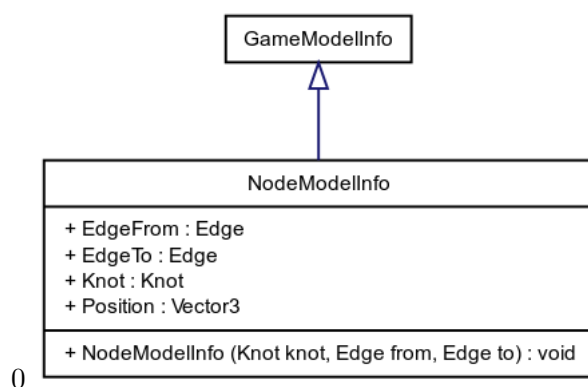 GameModelInfo
NodeModelInfo
+ EdgeFrom : Edge
+ EdgeTo : Edge
+ Knot : Knot
+ Position : Vector3
+ NodeModelInfo (Knot knot, Edge from, Edge to) : void
0